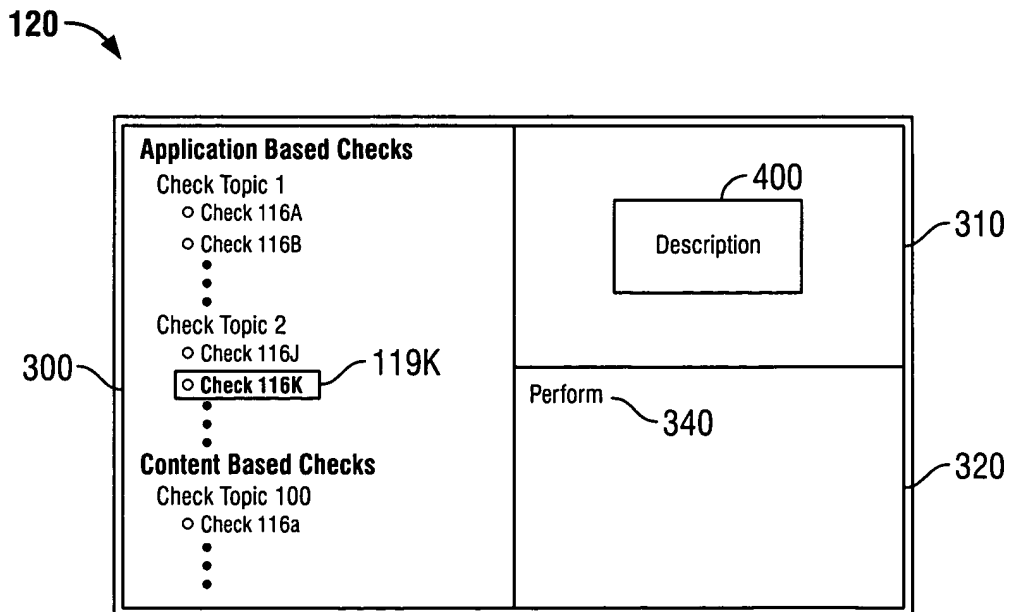 120
Application Based Checks
Check Topic 1
Check 116A
Check 116B
Check Topic 2
Check 116J
Check 116K
Content Based Checks
Check Topic 100
Check 116a
300
119K
400
Description
310
Perform
340
320